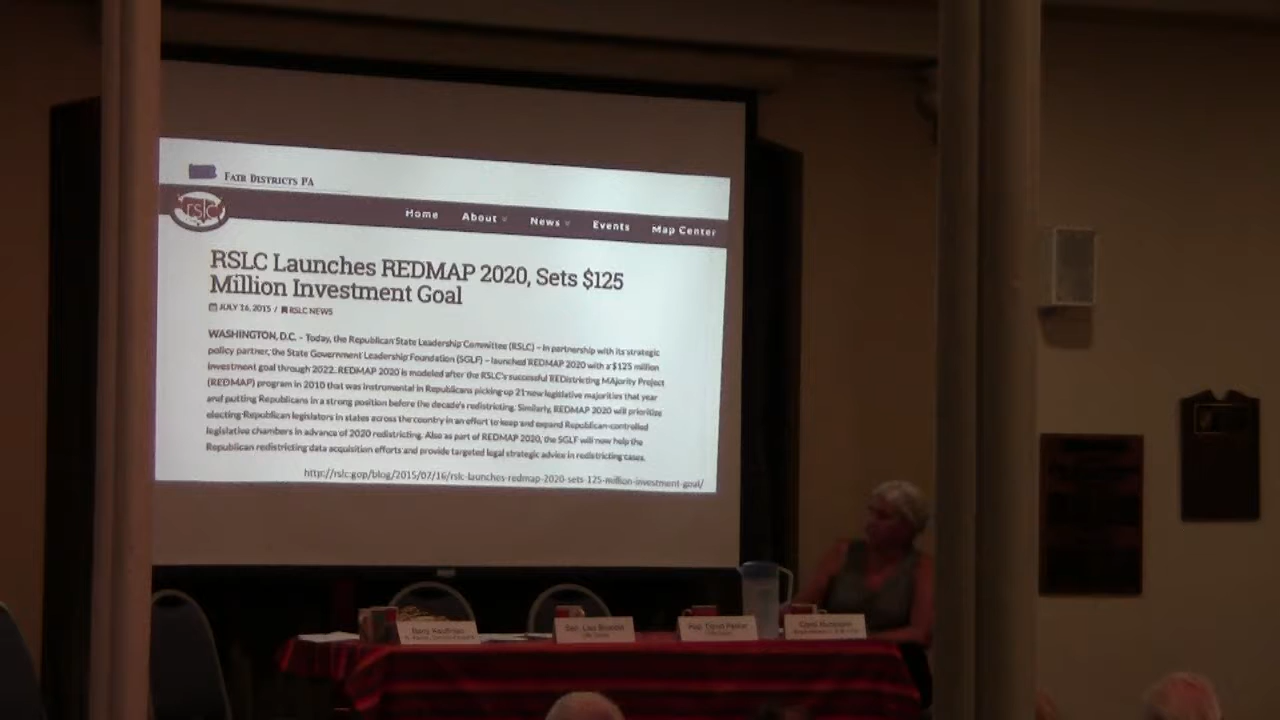 FAIR DISTRICTS PA
rslc
Home About News Events Map Center
RSLC Launches REDMAP 2020, Sets $125
Million Investment Goal
JULY 16, 2015 / RSLC NEWS
WASHINGTON, D.C. – Today, the Republican State Leadership Committee (RSLC) – in partnership with its strategic
policy partner, the State Government Leadership Foundation (SGLF) – launched REDMAP 2020 with a $125 million
investment goal through 2022. REDMAP 2020 is modeled after the RSLC's successful REDistricting MAjority Project
(REDMAP) program in 2010 that was instrumental in Republicans picking up 21 new legislative majorities that year
and putting Republicans in a strong position before the decade's redistricting. Similarly, REDMAP 2020 will prioritize
electing Republican legislators in states across the country in an effort to keep and expand Republican-controlled
legislative chambers in advance of 2020 redistricting. Also as part of REDMAP 2020, the SGLF will now help the
Republican redistricting data acquisition efforts and provide targeted legal strategic advice in redistricting cases.
http://rslc.gop/blog/2015/07/16/rslc-launches-redmap-2020-sets-125-million-investment-goal/
Barry Kauffman
Sen. Lisa Boscola
Rep. David Parker